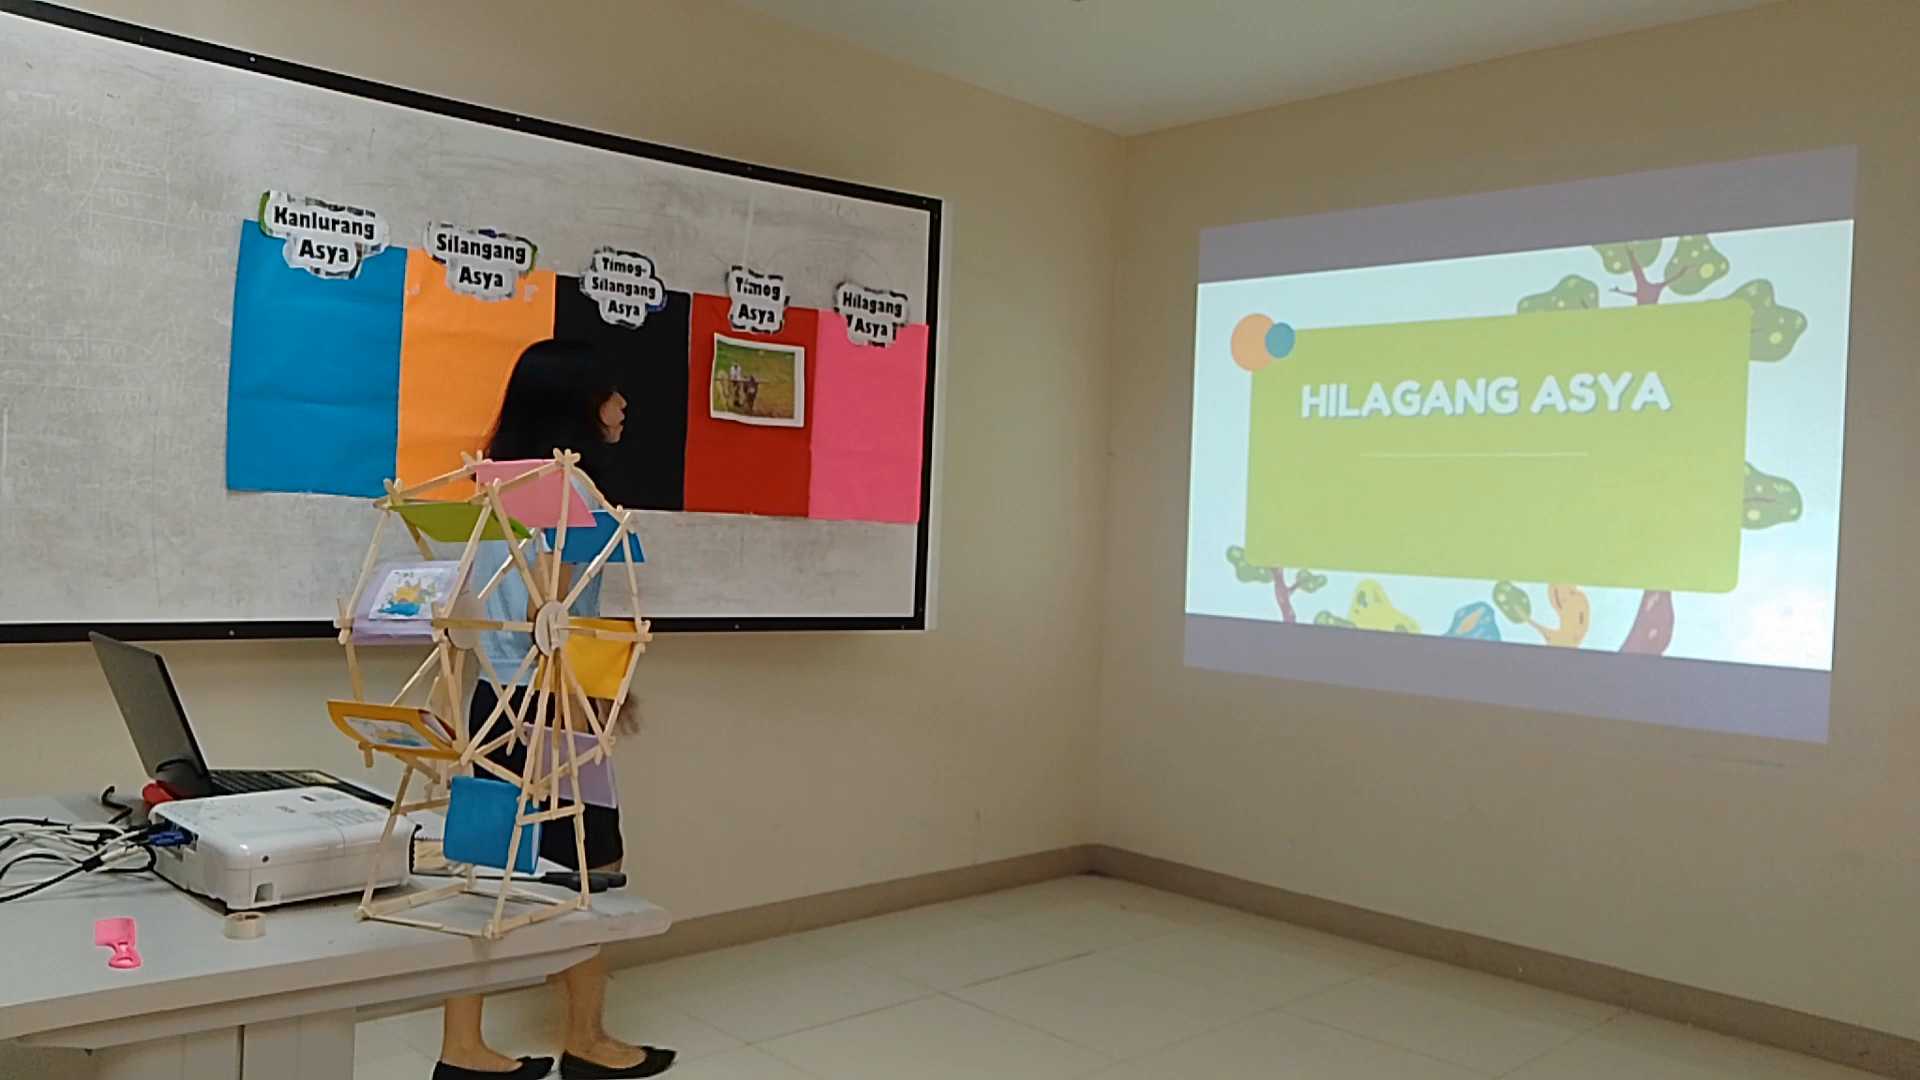 Kanlurang
Asya
Silangang
Asya
Timog-
Silangang
Asya
Timog
Asya
Hilagang
Asya
HILAGANG ASYA